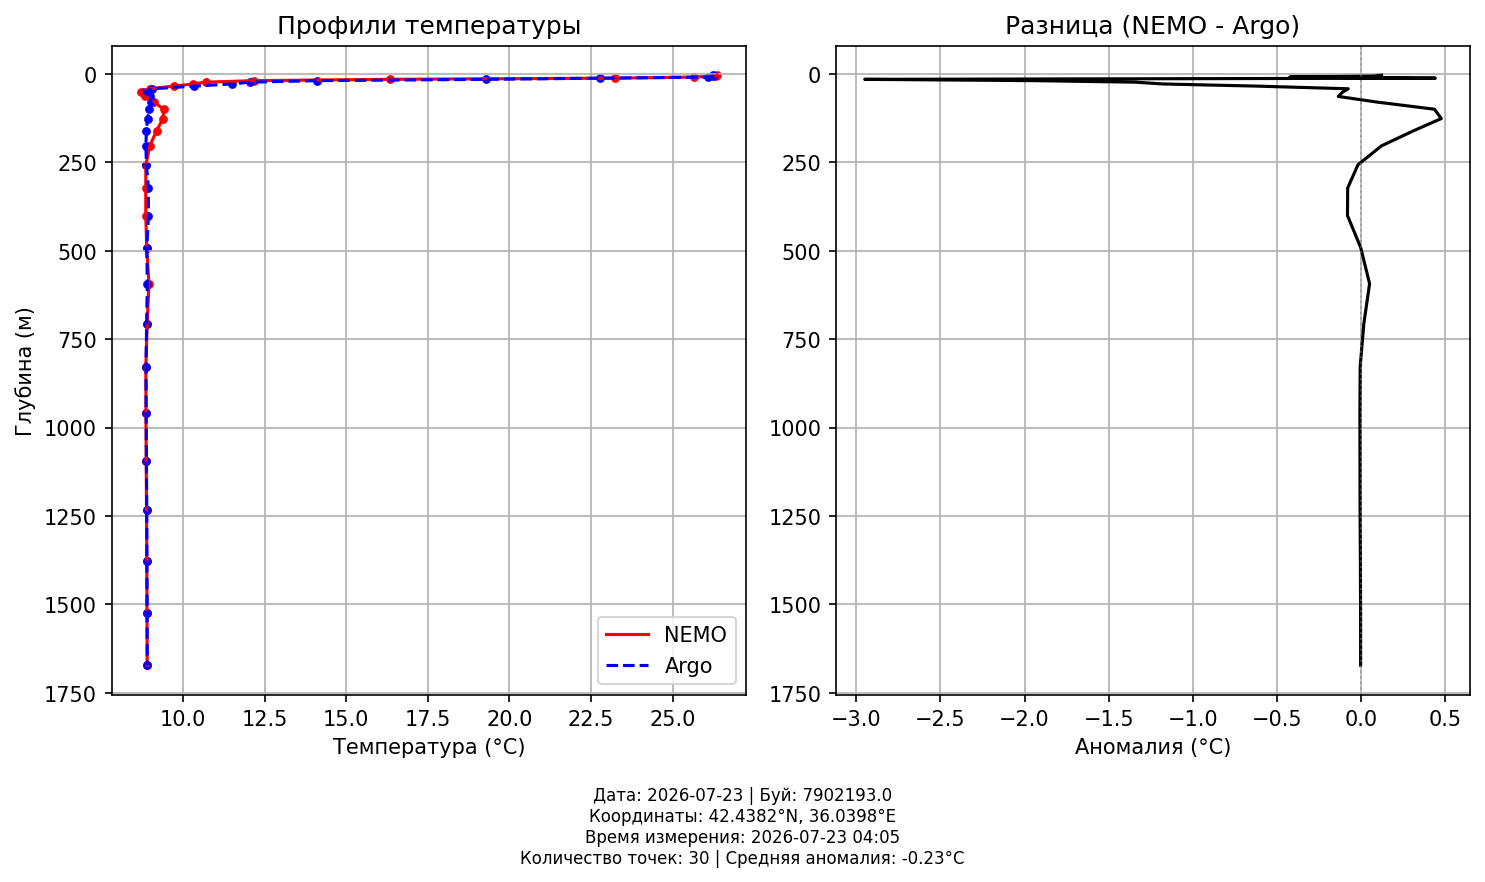 Профили температуры
Разница (NEMO - Argo)
0
250
500
750
1000
1250
1500
1750
Глубина (м)
10.0 12.5 15.0 17.5 20.0 22.5 25.0
Температура (°C)
NEMO
Argo
0
250
500
750
1000
1250
1500
1750
−3.0 −2.5 −2.0 −1.5 −1.0 −0.5 0.0 0.5
Аномалия (°C)
Дата: 2026-07-23 | Буй: 7902193.0
Координаты: 42.4382°N, 36.0398°E
Время измерения: 2026-07-23 04:05
Количество точек: 30 | Средняя аномалия: -0.23°C